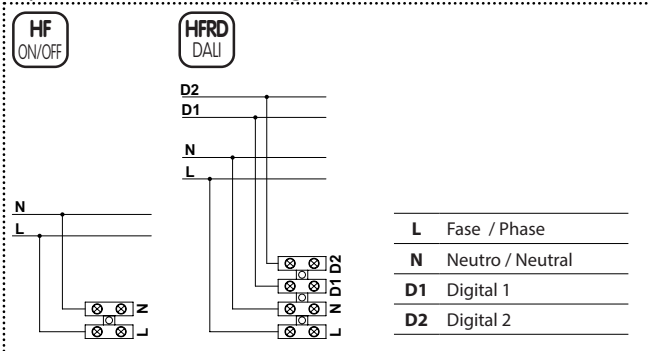 HF
ON/OFF
HFRD
DALI
D2
D1
N
L
N
L
N
L
D2
D1
N
L
L Fase / Phase
N Neutro / Neutral
D1 Digital 1
D2 Digital 2